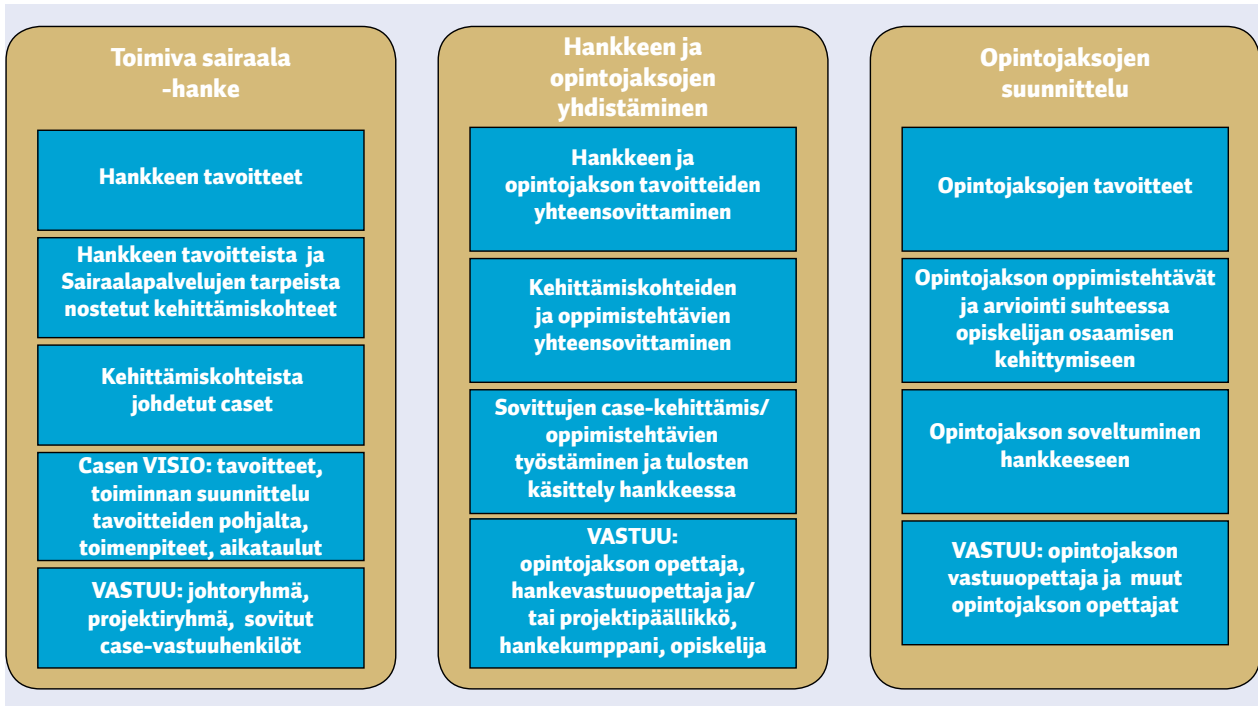 Toimiva sairaala
-hanke
Hankkeen tavoitteet
Hankkeen tavoitteista ja
Sairaalapalvelujen tarpeista
nostetut kehittämiskohteet
Kehittämiskohteista
johdetut caset
Casen VISIO: tavoitteet,
toiminnan suunnittelu
tavoitteiden pohjalta,
toimenpiteet, aikataulut
VASTUU: johtoryhmä,
projektiryhmä, sovitut
case-vastuuhenkilöt
Hankkeen ja
opintojaksojen
yhdistäminen
Hankkeen ja
opintojakson tavoitteiden
yhteensovittaminen
Kehittämiskohteiden
ja oppimistehtävien
yhteensovittaminen
Sovittujen case-kehittämis/
oppimistehtävien
työstäminen ja tulosten
käsittely hankkeessa
VASTUU:
opintojakson opettaja,
hankevastuuopettaja ja/
tai projektipäällikkö,
hankekumppani, opiskelija
Opintojaksojen
suunnittelu
Opintojaksojen tavoitteet
Opintojakson oppimistehtävät
ja arviointi suhteessa
opiskelijan osaamisen
kehittymiseen
Opintojakson soveltuminen
hankkeeseen
VASTUU: opintojakson
vastuuopettaja ja muut
opintojakson opettajat